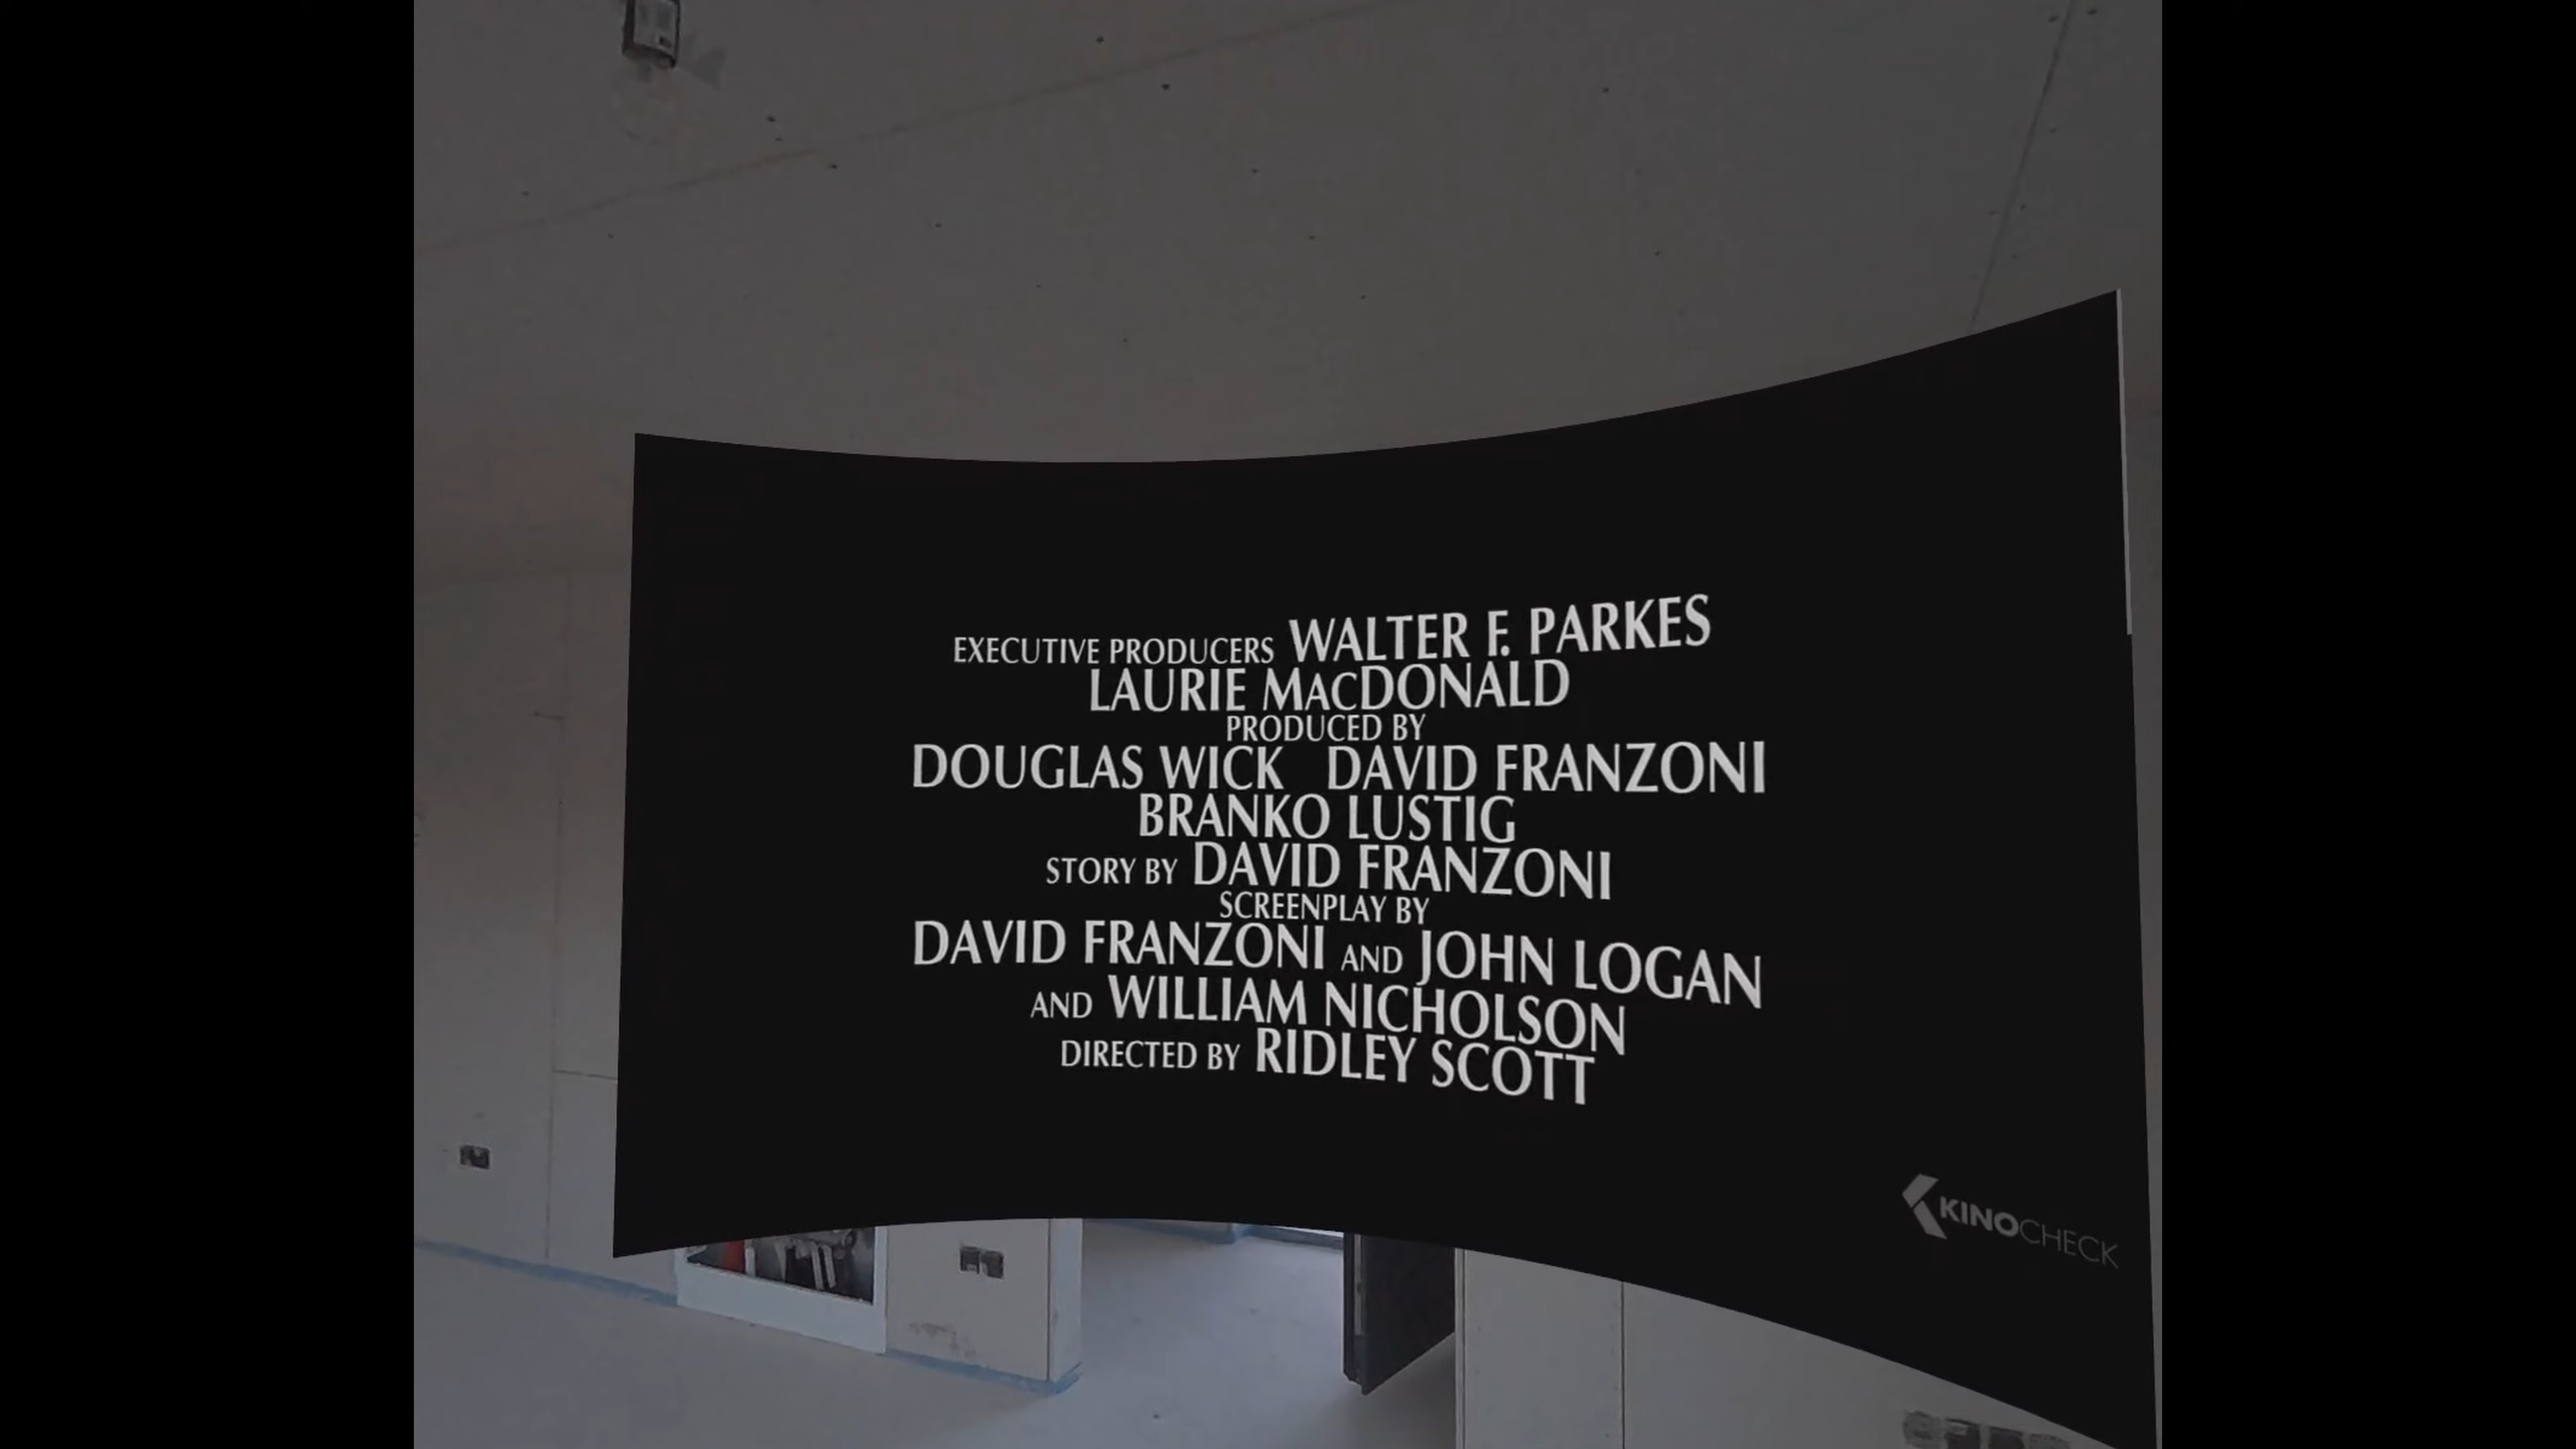 EXECUTIVE PRODUCERS WALTER F. PARKES
LAURIE MACDONALD
PRODUCED BY
DOUGLAS WICK DAVID FRANZONI
BRANKO LUSTIG
STORY BY DAVID FRANZONI
SCREENPLAY BY
DAVID FRANZONI AND JOHN LOGAN
AND WILLIAM NICHOLSON
DIRECTED BY RIDLEY SCOTT
KINOCHECK